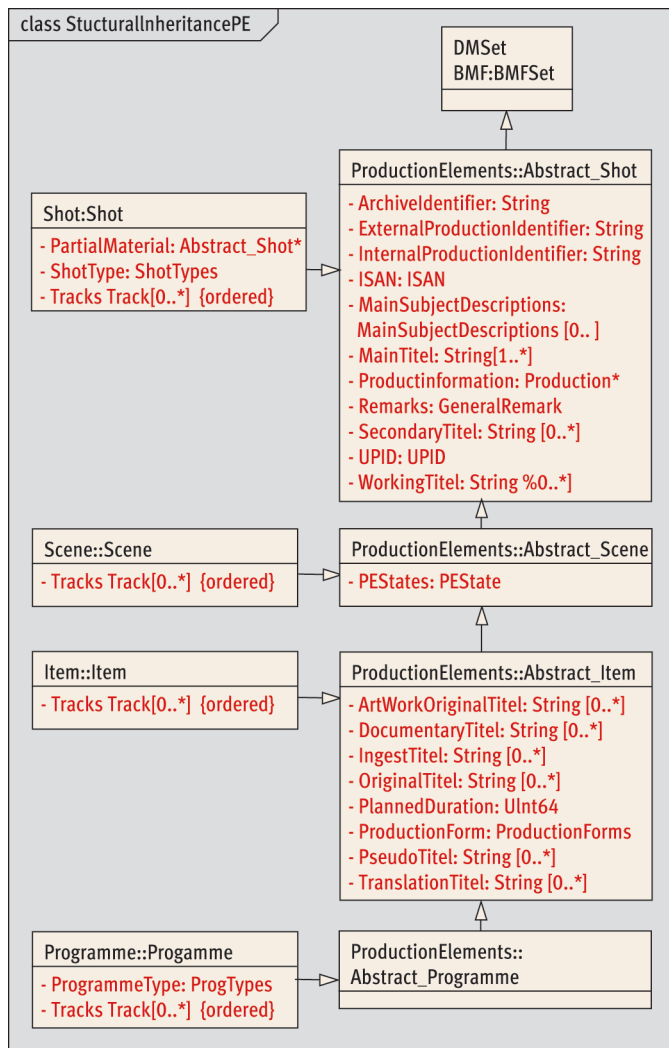 class StucturalInheritancePE
DMSet
BMF:BMFSet
ProductionElements::Abstract_Shot
- ArchiveIdentifier: String
- ExternalProductionIdentifier: String
- InternalProductionIdentifier: String
- ISAN: ISAN
- MainSubjectDescriptions:
MainSubjectDescriptions [0.. ]
- MainTitel: String[1..*]
- Productinformation: Production*
- Remarks: GeneralRemark
- SecondaryTitel: String [0..*]
- UPID: UPID
- WorkingTitel: String %0..*]
Shot:Shot
- PartialMaterial: Abstract_Shot*
- ShotType: ShotTypes
- Tracks Track[0..*] {ordered}
Scene::Scene
- Tracks Track[0..*] {ordered}
ProductionElements::Abstract_Scene
- PEStates: PEState
Item::Item
- Tracks Track[0..*] {ordered}
ProductionElements::Abstract_Item
- ArtWorkOriginalTitel: String [0..*]
- DocumentaryTitel: String [0..*]
- IngestTitel: String [0..*]
- OriginalTitel: String [0..*]
- PlannedDuration: UInt64
- ProductionForm: ProductionForms
- PseudoTitel: String [0..*]
- TranslationTitel: String [0..*]
Programme::Progamme
- ProgrammeType: ProgTypes
- Tracks Track[0..*] {ordered}
ProductionElements::
Abstract_Programme